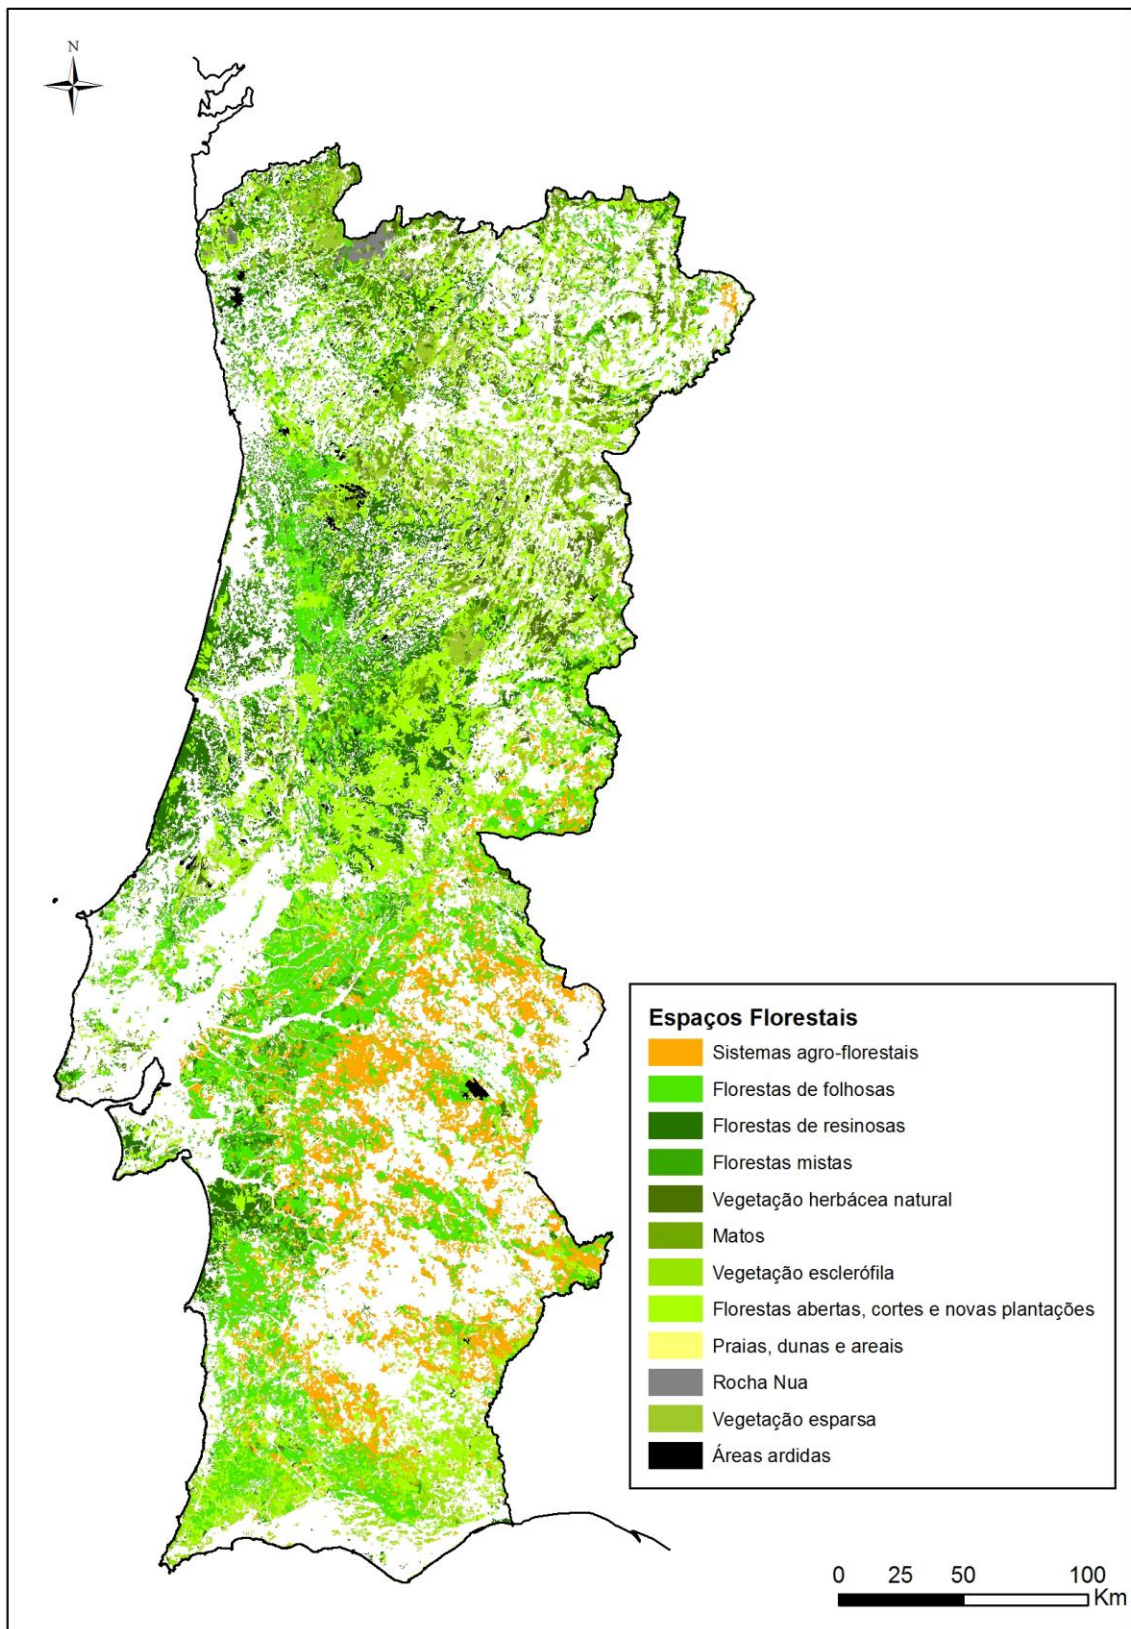 N
Espaços Florestais
Sistemas agro-florestais
Florestas de folhosas
Florestas de resinosas
Florestas mistas
Vegetação herbácea natural
Matos
Vegetação esclerófila
Florestas abertas, cortes e novas plantações
Praias, dunas e areais
Rocha Nua
Vegetação esparsa
Áreas ardidas
0 25 50 100
Km